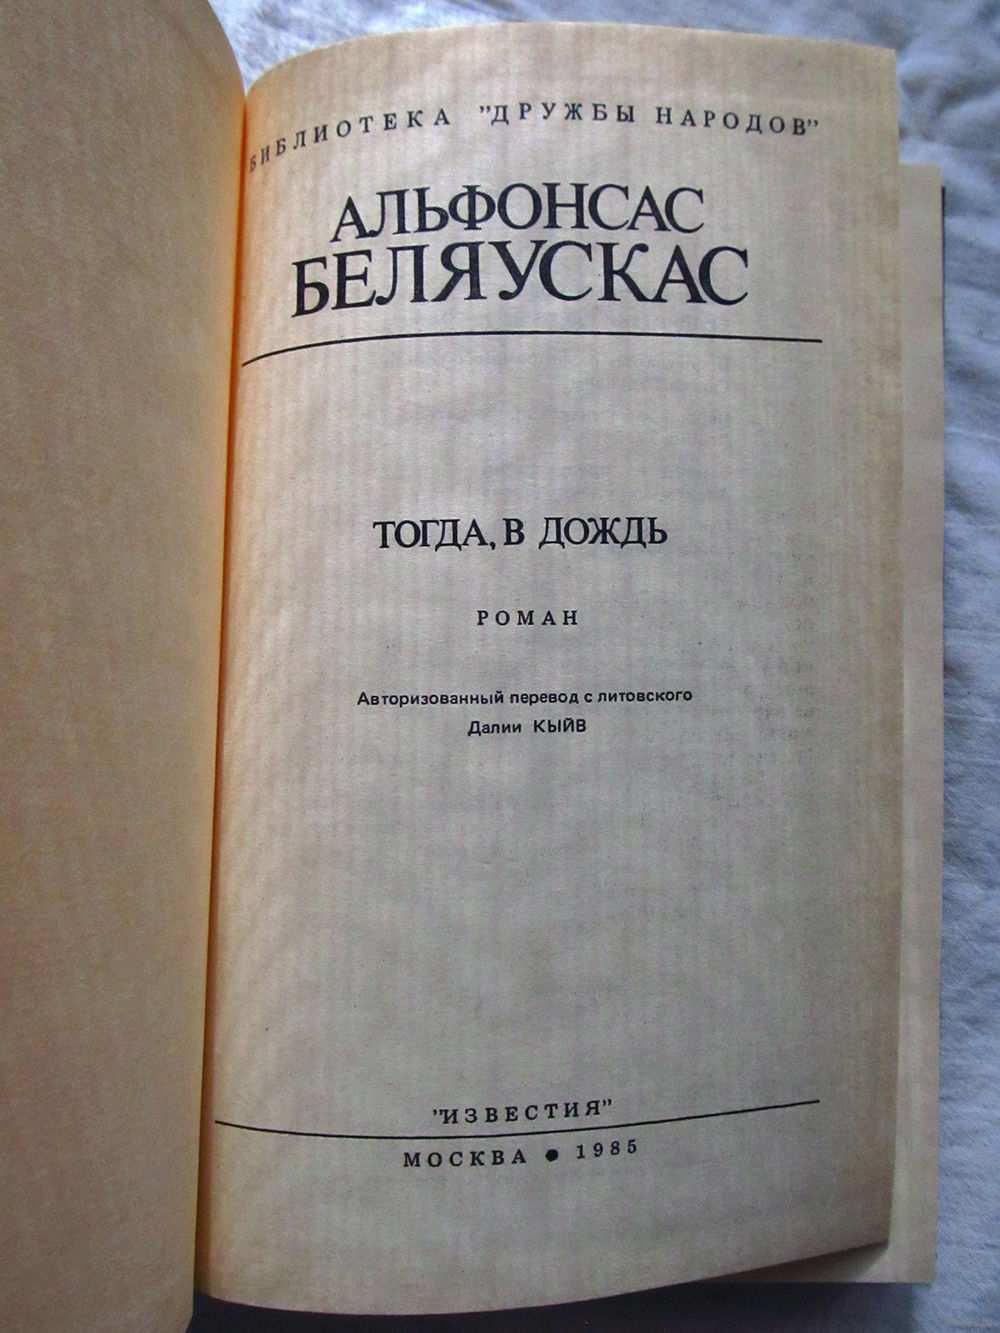 БИБЛИОТЕКА "ДРУЖБЫ НАРОДОВ"
АЛЬФОНСАС
БЕЛЯУСКАС
ТОГДА, В ДОЖДЬ
РОМАН
Авторизованный перевод с литовского
Далии КЫЙВ
"ИЗВЕСТИЯ"
МОСКВА ● 1985